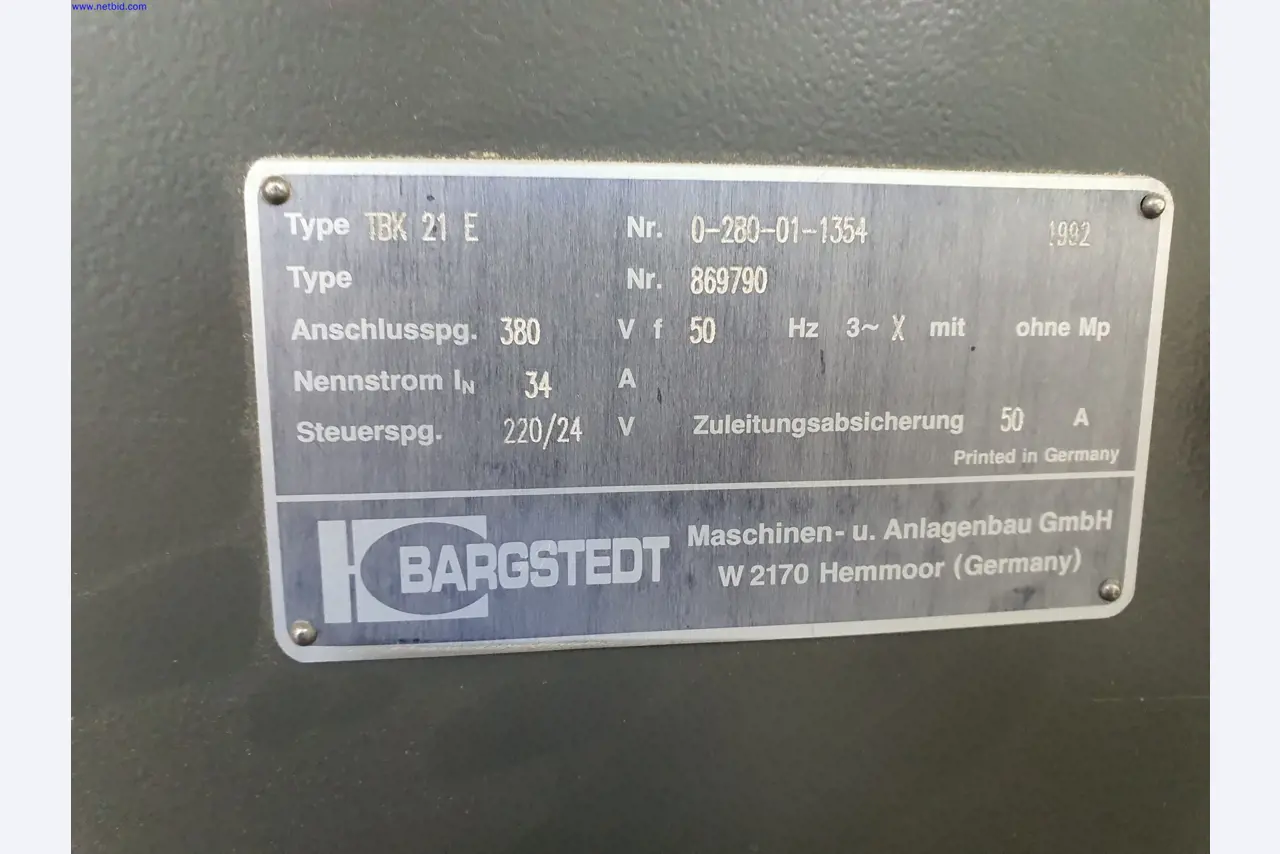 www.netbid.com
Type TBK 21 E Nr. 0-280-01-1354 1992
Type Nr. 869790
Anschlusspg. 380 V f 50 Hz 3~ X mit ohne Mp
Nennstrom IN 34 A
Steuerspg. 220/24 V Zuleitungsabsicherung 50 A
Printed in Germany
BARGSTEDT Maschinen- u. Anlagenbau GmbH
W 2170 Hemmoor (Germany)